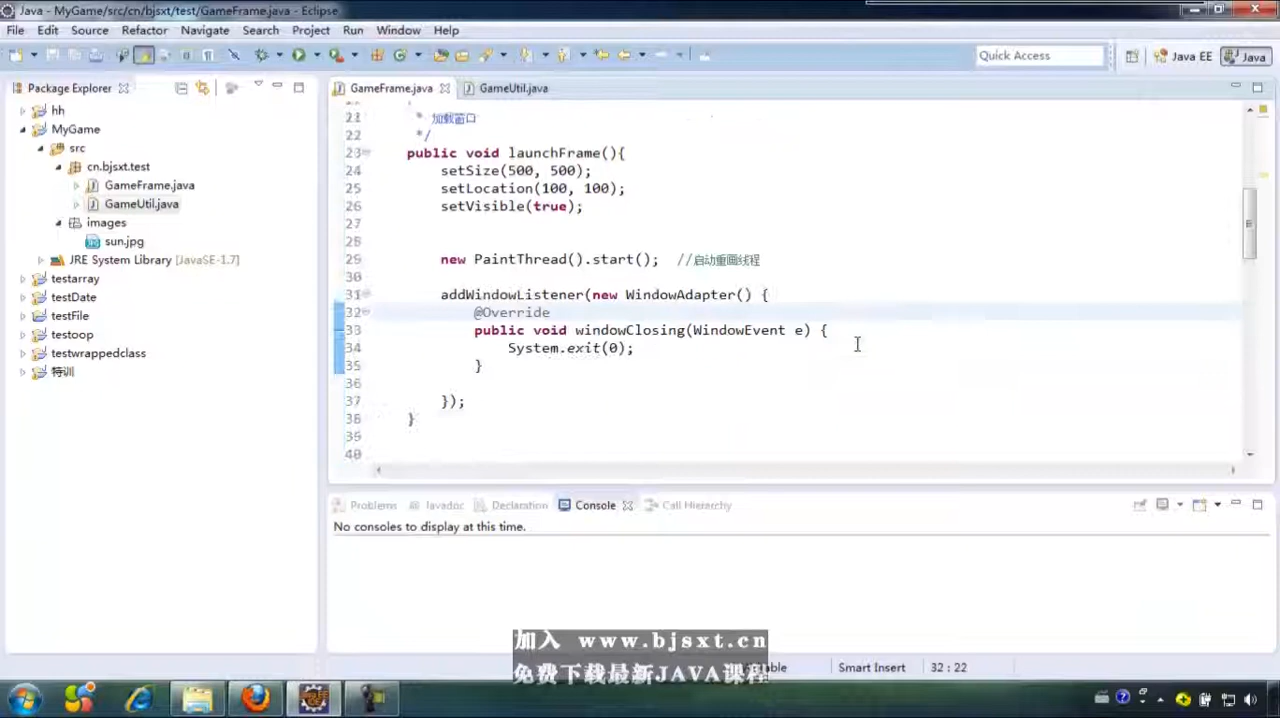 Java - MyGame/src/cn/bjsxt/test/GameFrame.java - Eclipse
File Edit Source Refactor Navigate Search Project Run Window Help
Quick Access
Java EE
Java
Package Explorer
hh
MyGame
src
cn.bjsxt.test
GameFrame.java
GameUtil.java
images
sun.jpg
JRE System Library [JavaSE-1.7]
testarray
testDate
testFile
testoop
testwrappedclass
特训
GameFrame.java GameUtil.java
21 * 加载窗口
22 */
23 public void launchFrame(){
24 setSize(500, 500);
25 setLocation(100, 100);
26 setVisible(true);
27
28
29 new PaintThread().start(); //启动重画线程
30
31 addWindowListener(new WindowAdapter() {
32 @Override
33 public void windowClosing(WindowEvent e) {
34 System.exit(0);
35 }
36
37 });
38 }
39
40
Problems Javadoc Declaration Console Call Hierarchy
No consoles to display at this time.
加入 www.bjsxt.cn
免费下载最新JAVA课程
Smart Insert
32 : 22